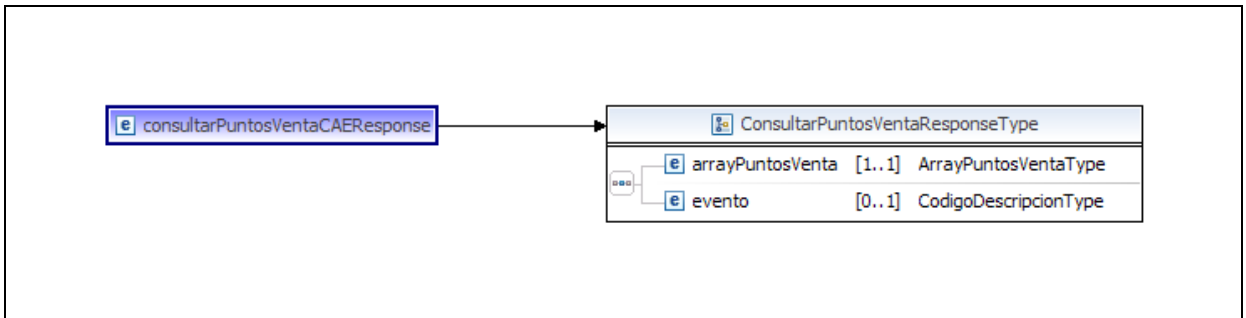 e consultarPuntosVentaCAEResponse
ConsultarPuntosVentaResponseType
e arrayPuntosVenta [1..1] ArrayPuntosVentaType
e evento [0..1] CodigoDescripcionType